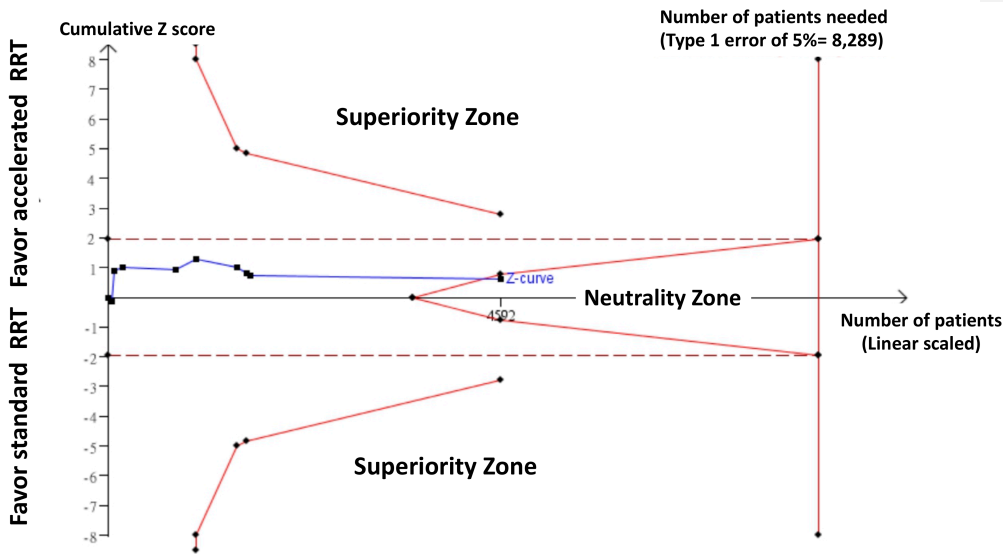 Cumulative Z score
Number of patients needed
(Type 1 error of 5%= 8,289)
Favor accelerated RRT
Favor standard RRT
8
7
6
5
4
3
2
1
-1
-2
-3
-4
-5
-6
-7
-8
Superiority Zone
Z-curve
Neutrality Zone
4592
Number of patients
(Linear scaled)
Superiority Zone